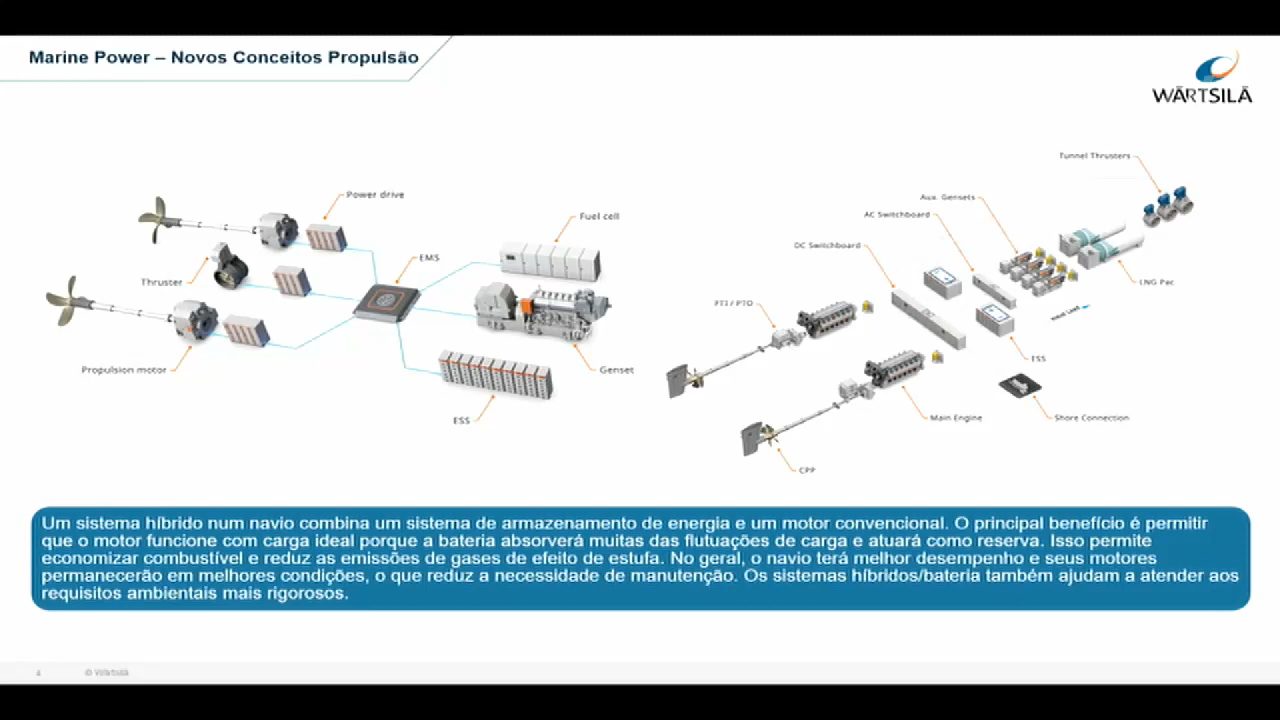 Marine Power – Novos Conceitos Propulsão
WÄRTSILÄ
Power drive
Fuel cell
EMS
Thruster
Propulsion motor
Genset
ESS
Tunnel Thrusters
Aux. Gensets
AC Switchboard
DC Switchboard
LNG Pac
PTI / PTO
Hotel Load
ESS
Main Engine
Shore Connection
CPP
Um sistema híbrido num navio combina um sistema de armazenamento de energia e um motor convencional. O principal benefício é permitir
que o motor funcione com carga ideal porque a bateria absorverá muitas das flutuações de carga e atuará como reserva. Isso permite
economizar combustível e reduz as emissões de gases de efeito de estufa. No geral, o navio terá melhor desempenho e seus motores
permanecerão em melhores condições, o que reduz a necessidade de manutenção. Os sistemas híbridos/bateria também ajudam a atender aos
requisitos ambientais mais rigorosos.
4
© Wärtsilä